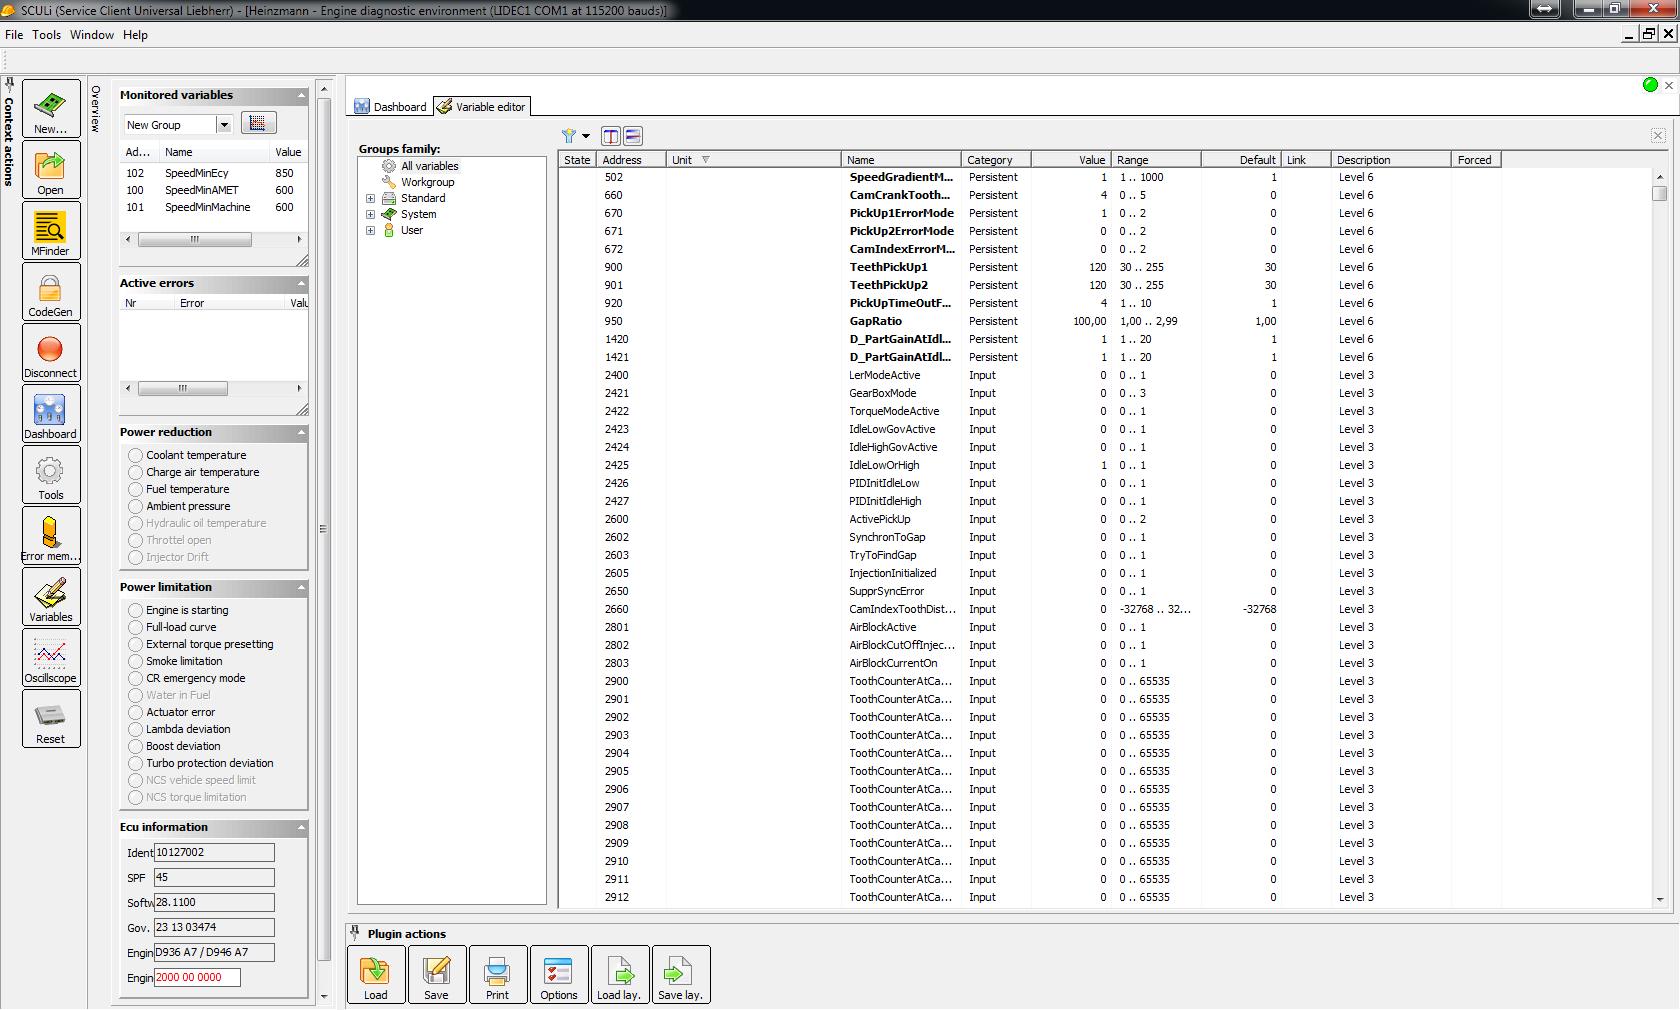 SCULi (Service Client Universal Liebherr) - [Heinzmann - Engine diagnostic environment (LIDEC1 COM1 at 115200 bauds)]
File Tools Window Help
Context actions
New...
Open
MFinder
CodeGen
Disconnect
Dashboard
Tools
Error mem...
Variables
Oscillscope
Reset
Overview
Monitored variables
New Group
Ad... Name Value
102 SpeedMinEcy 850
100 SpeedMinAMET 600
101 SpeedMinMachine 600
Active errors
Nr Error Valu
Power reduction
Coolant temperature
Charge air temperature
Fuel temperature
Ambient pressure
Hydraulic oil temperature
Throttel open
Injector Drift
Power limitation
Engine is starting
Full-load curve
External torque presetting
Smoke limitation
CR emergency mode
Water in Fuel
Actuator error
Lambda deviation
Boost deviation
Turbo protection deviation
NCS vehicle speed limit
NCS torque limitation
Ecu information
Ident 10127002
SPF 45
Softw 28.1100
Gov. 23 13 03474
Engin D936 A7 / D946 A7
Engin 2000 00 0000
Dashboard Variable editor
Groups family:
All variables
Workgroup
Standard
System
User
State Address Unit Name Category Value Range Default Link Description Forced
502 SpeedGradientM... Persistent 1 1 .. 1000 1 Level 6
660 CamCrankTooth... Persistent 4 0 .. 5 0 Level 6
670 PickUp1ErrorMode Persistent 1 0 .. 2 0 Level 6
671 PickUp2ErrorMode Persistent 0 0 .. 2 0 Level 6
672 CamIndexErrorM... Persistent 0 0 .. 2 0 Level 6
900 TeethPickUp1 Persistent 120 30 .. 255 30 Level 6
901 TeethPickUp2 Persistent 120 30 .. 255 30 Level 6
920 PickUpTimeOutF... Persistent 4 1 .. 10 1 Level 6
950 GapRatio Persistent 100,00 1,00 .. 2,99 1,00 Level 6
1420 D_PartGainAtIdl... Persistent 1 1 .. 20 1 Level 6
1421 D_PartGainAtIdl... Persistent 1 1 .. 20 1 Level 6
2400 LerModeActive Input 0 0 .. 1 0 Level 3
2421 GearBoxMode Input 0 0 .. 3 0 Level 3
2422 TorqueModeActive Input 0 0 .. 1 0 Level 3
2423 IdleLowGovActive Input 0 0 .. 1 0 Level 3
2424 IdleHighGovActive Input 0 0 .. 1 0 Level 3
2425 IdleLowOrHigh Input 1 0 .. 1 0 Level 3
2426 PIDInitIdleLow Input 0 0 .. 1 0 Level 3
2427 PIDInitIdleHigh Input 0 0 .. 1 0 Level 3
2600 ActivePickUp Input 0 0 .. 2 0 Level 3
2602 SynchronToGap Input 0 0 .. 1 0 Level 3
2603 TryToFindGap Input 0 0 .. 1 0 Level 3
2605 InjectionInitialized Input 0 0 .. 1 0 Level 3
2650 SupprSyncError Input 0 0 .. 1 0 Level 3
2660 CamIndexToothDist... Input 0 -32768 .. 32... -32768 Level 3
2801 AirBlockActive Input 0 0 .. 1 0 Level 3
2802 AirBlockCutOffInjec... Input 0 0 .. 1 0 Level 3
2803 AirBlockCurrentOn Input 0 0 .. 1 0 Level 3
2900 ToothCounterAtCa... Input 0 0 .. 65535 0 Level 3
2901 ToothCounterAtCa... Input 0 0 .. 65535 0 Level 3
2902 ToothCounterAtCa... Input 0 0 .. 65535 0 Level 3
2903 ToothCounterAtCa... Input 0 0 .. 65535 0 Level 3
2904 ToothCounterAtCa... Input 0 0 .. 65535 0 Level 3
2905 ToothCounterAtCa... Input 0 0 .. 65535 0 Level 3
2906 ToothCounterAtCa... Input 0 0 .. 65535 0 Level 3
2907 ToothCounterAtCa... Input 0 0 .. 65535 0 Level 3
2908 ToothCounterAtCa... Input 0 0 .. 65535 0 Level 3
2909 ToothCounterAtCa... Input 0 0 .. 65535 0 Level 3
2910 ToothCounterAtCa... Input 0 0 .. 65535 0 Level 3
2911 ToothCounterAtCa... Input 0 0 .. 65535 0 Level 3
2912 ToothCounterAtCa... Input 0 0 .. 65535 0 Level 3
Plugin actions
Load Save Print Options Load lay. Save lay.